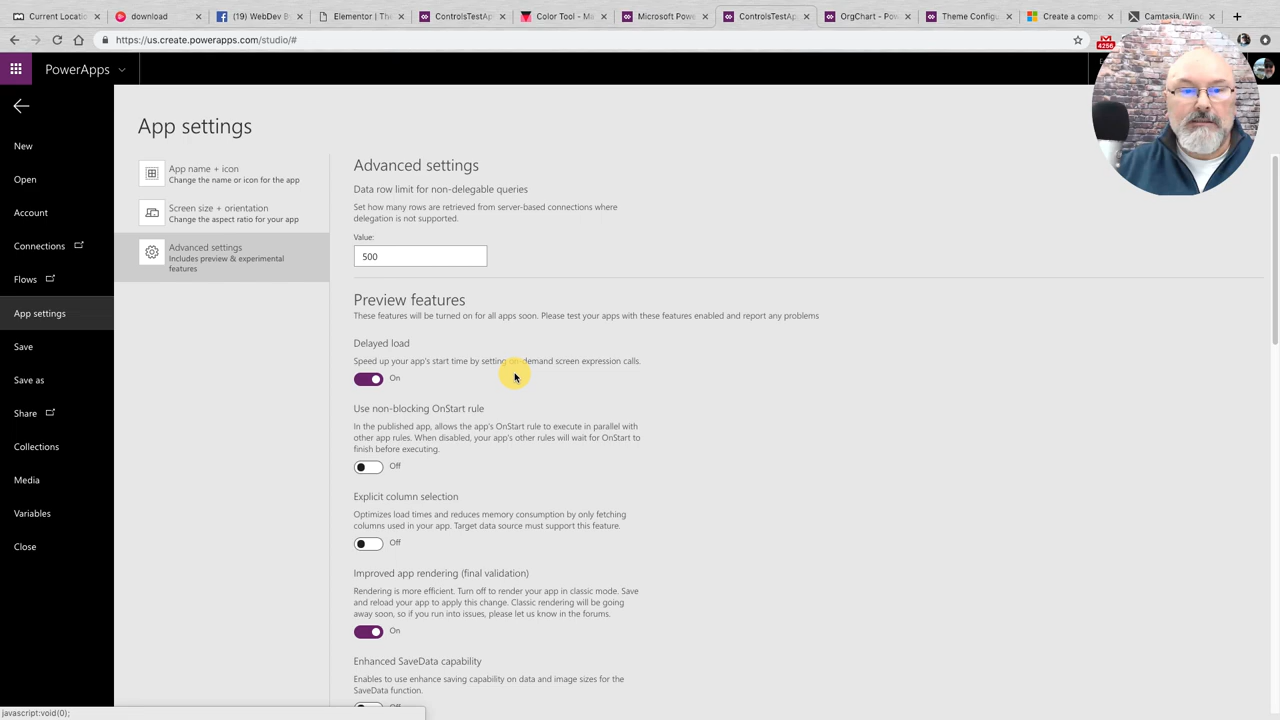 Current Locatio
download
(19) WebDev B
Elementor | The
ControlsTestApp
Color Tool - Ma
Microsoft Powe
ControlsTestApp
OrgChart - Pow
Theme Configu
Create a compo
Camtasia (Wind
https://us.create.powerapps.com/studio/#
4256
PowerApps
App settings
New
Open
Account
Connections
Flows
App settings
Save
Save as
Share
Collections
Media
Variables
Close
App name + icon
Change the name or icon for the app
Screen size + orientation
Change the aspect ratio for your app
Advanced settings
Includes preview & experimental
features
Advanced settings
Data row limit for non-delegable queries
Set how many rows are retrieved from server-based connections where
delegation is not supported.
Value:
500
Preview features
These features will be turned on for all apps soon. Please test your apps with these features enabled and report any problems
Delayed load
Speed up your app's start time by setting on-demand screen expression calls.
On
Use non-blocking OnStart rule
In the published app, allows the app's OnStart rule to execute in parallel with
other app rules. When disabled, your app's other rules will wait for OnStart to
finish before executing.
Off
Explicit column selection
Optimizes load times and reduces memory consumption by only fetching
columns used in your app. Target data source must support this feature.
Off
Improved app rendering (final validation)
Rendering is more efficient. Turn off to render your app in classic mode. Save
and reload your app to apply this change. Classic rendering will be going
away soon, so if you run into issues, please let us know in the forums.
On
Enhanced SaveData capability
Enables to use enhance saving capability on data and image sizes for the
SaveData function.
Off
javascript:void(0);